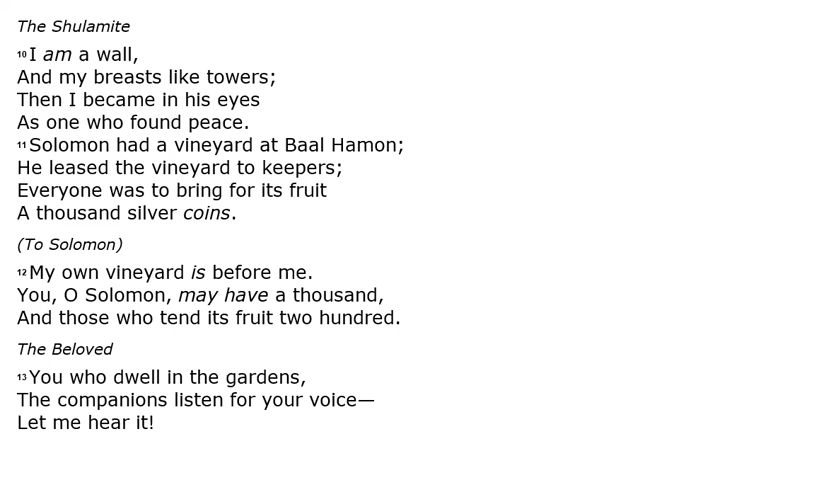 The Shulamite
10 I am a wall,
And my breasts like towers;
Then I became in his eyes
As one who found peace.
11 Solomon had a vineyard at Baal Hamon;
He leased the vineyard to keepers;
Everyone was to bring for its fruit
A thousand silver coins.
(To Solomon)
12 My own vineyard is before me.
You, O Solomon, may have a thousand,
And those who tend its fruit two hundred.
The Beloved
13 You who dwell in the gardens,
The companions listen for your voice—
Let me hear it!